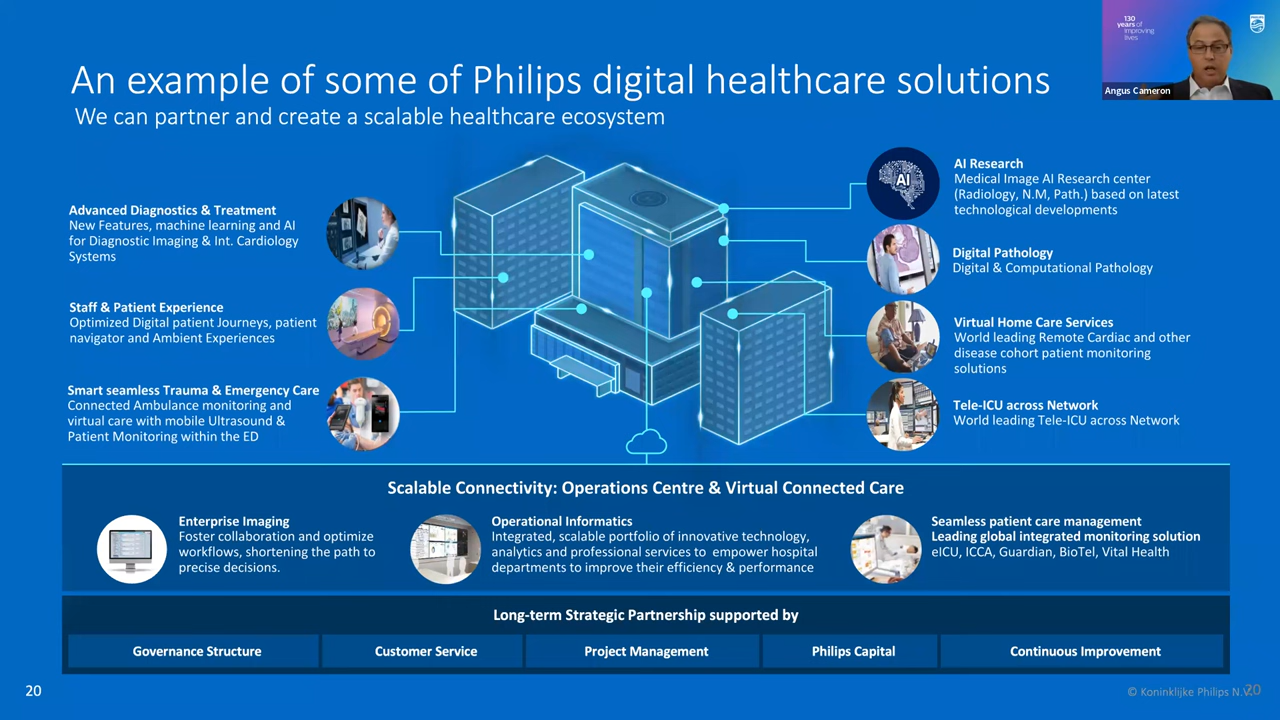 130
years of
improving
lives
PHILIPS
Angus Cameron
An example of some of Philips digital healthcare solutions
We can partner and create a scalable healthcare ecosystem
Advanced Diagnostics & Treatment
New Features, machine learning and AI
for Diagnostic Imaging & Int. Cardiology
Systems
Staff & Patient Experience
Optimized Digital patient Journeys, patient
navigator and Ambient Experiences
Smart seamless Trauma & Emergency Care
Connected Ambulance monitoring and
virtual care with mobile Ultrasound &
Patient Monitoring within the ED
AI
AI Research
Medical Image AI Research center
(Radiology, N.M, Path.) based on latest
technological developments
Digital Pathology
Digital & Computational Pathology
Virtual Home Care Services
World leading Remote Cardiac and other
disease cohort patient monitoring
solutions
Tele-ICU across Network
World leading Tele-ICU across Network
Scalable Connectivity: Operations Centre & Virtual Connected Care
Enterprise Imaging
Foster collaboration and optimize
workflows, shortening the path to
precise decisions.
Operational Informatics
Integrated, scalable portfolio of innovative technology,
analytics and professional services to empower hospital
departments to improve their efficiency & performance
Seamless patient care management
Leading global integrated monitoring solution
eICU, ICCA, Guardian, BioTel, Vital Health
Long-term Strategic Partnership supported by
Governance Structure
Customer Service
Project Management
Philips Capital
Continuous Improvement
20
© Koninklijke Philips N.V.
20